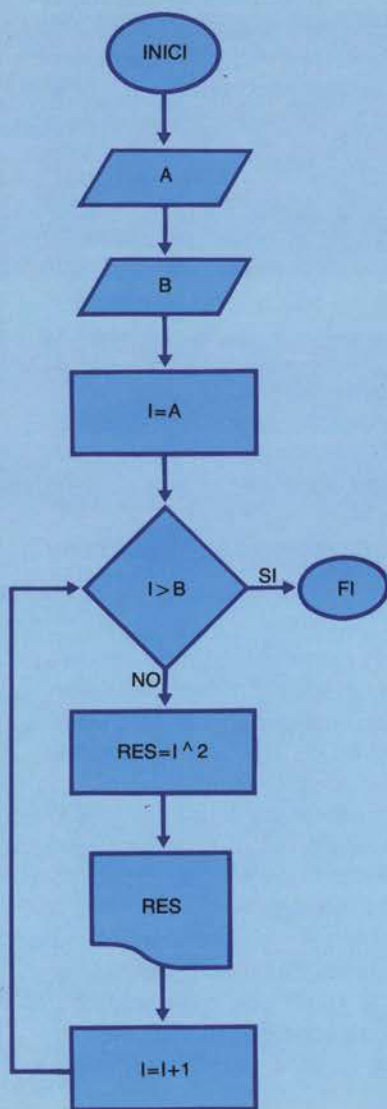 INICI
A
B
I=A
I>B
SI
FI
NO
RES=I^2
RES
I=I+1